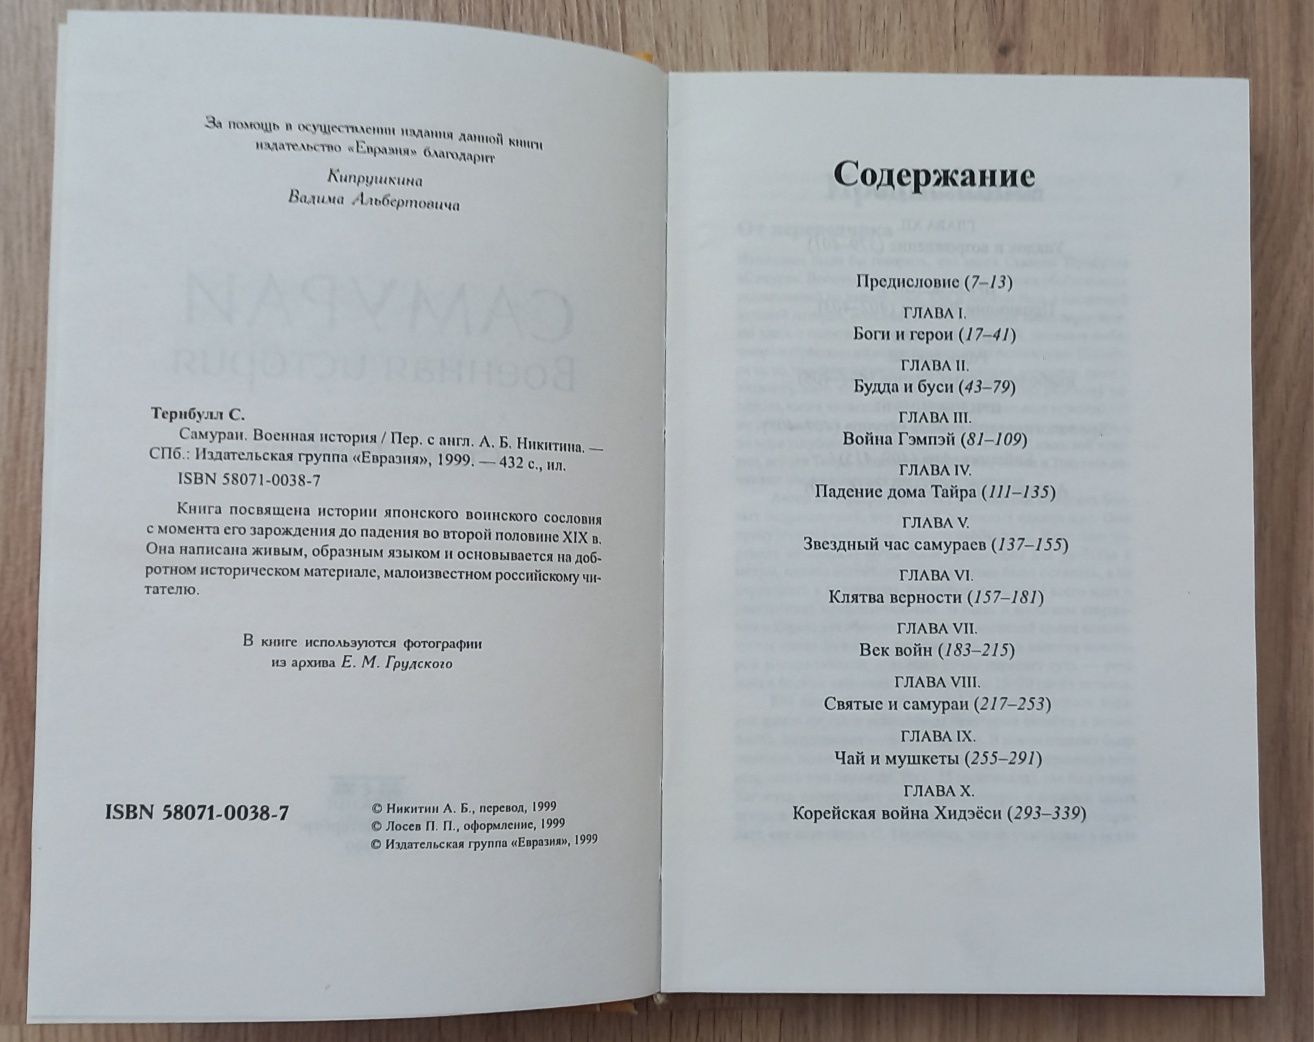 За помощь в осуществлении издания данной книги
издательство «Евразия» благодарит
Кипрушкина
Вадима Альбертовича
Тернбулл С.
Самураи. Военная история / Пер. с англ. А. Б. Никитина. —
СПб.: Издательская группа «Евразия», 1999. — 432 с., ил.
ISBN 58071-0038-7
Книга посвящена истории японского воинского сословия
с момента его зарождения до падения во второй половине XIX в.
Она написана живым, образным языком и основывается на доб-
ротном историческом материале, малоизвестном российскому чи-
тателю.
В книге используются фотографии
из архива Е. М. Грудского
ISBN 58071-0038-7
© Никитин А. Б., перевод, 1999
© Лосев П. П., оформление, 1999
© Издательская группа «Евразия», 1999
Содержание
Предисловие (7–13)
ГЛАВА I.
Боги и герои (17–41)
ГЛАВА II.
Будда и буси (43–79)
ГЛАВА III.
Война Гэмпэй (81–109)
ГЛАВА IV.
Падение дома Тайра (111–135)
ГЛАВА V.
Звездный час самураев (137–155)
ГЛАВА VI.
Клятва верности (157–181)
ГЛАВА VII.
Век войн (183–215)
ГЛАВА VIII.
Святые и самураи (217–253)
ГЛАВА IX.
Чай и мушкеты (255–291)
ГЛАВА X.
Корейская война Хидэёси (293–339)